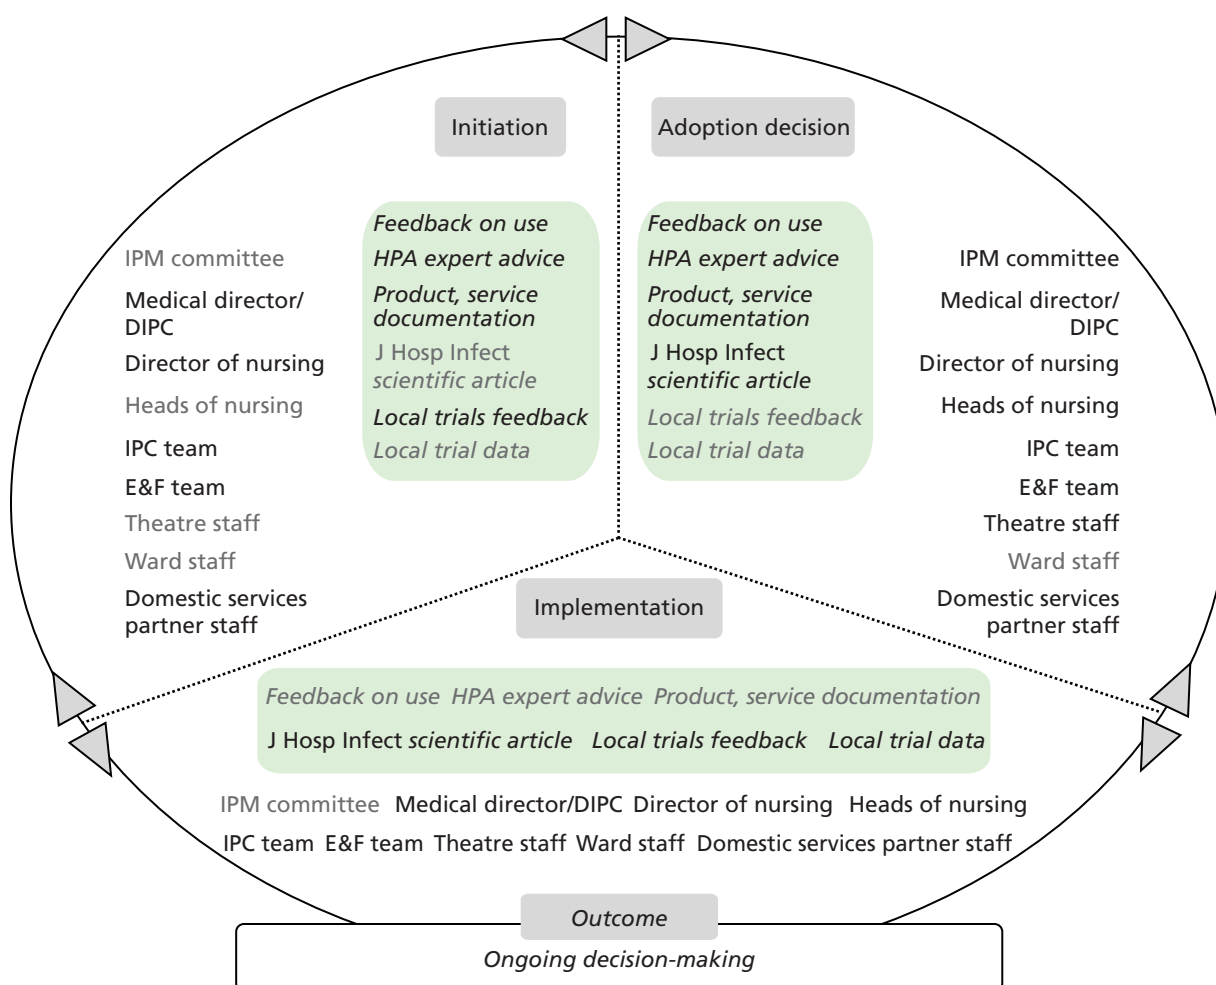 Initiation
Adoption decision
Feedback on use
HPA expert advice
Product, service
documentation
J Hosp Infect
scientific article
Local trials feedback
Local trial data
Feedback on use
HPA expert advice
Product, service
documentation
J Hosp Infect
scientific article
Local trials feedback
Local trial data
IPM committee
Medical director/
DIPC
Director of nursing
Heads of nursing
IPC team
E&F team
Theatre staff
Ward staff
Domestic services
partner staff
IPM committee
Medical director/
DIPC
Director of nursing
Heads of nursing
IPC team
E&F team
Theatre staff
Ward staff
Domestic services
partner staff
Implementation
Feedback on use HPA expert advice Product, service documentation
J Hosp Infect scientific article Local trials feedback Local trial data
IPM committee Medical director/DIPC Director of nursing Heads of nursing
IPC team E&F team Theatre staff Ward staff Domestic services partner staff
Outcome
Ongoing decision-making